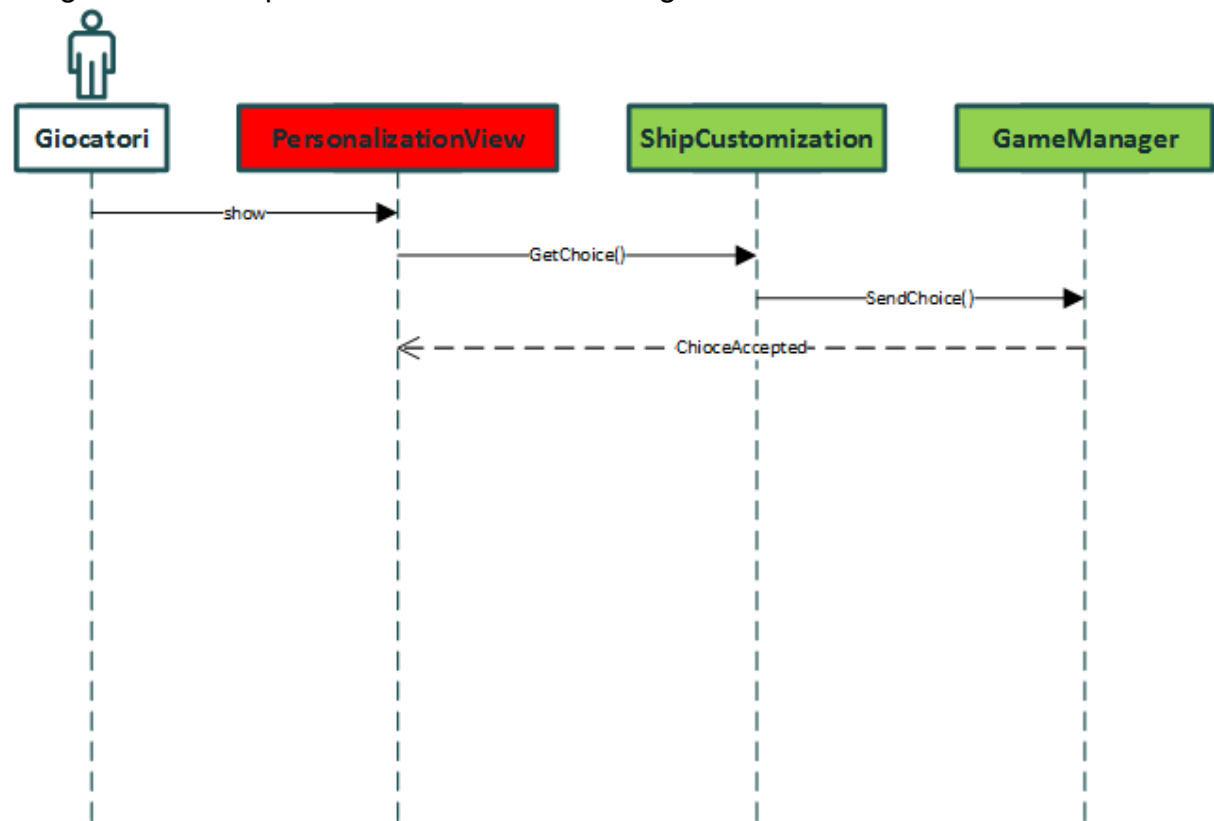 Giocatori
PersonalizationView
ShipCustomization
GameManager
show
GetChoice()
SendChoice()
ChioceAccepted